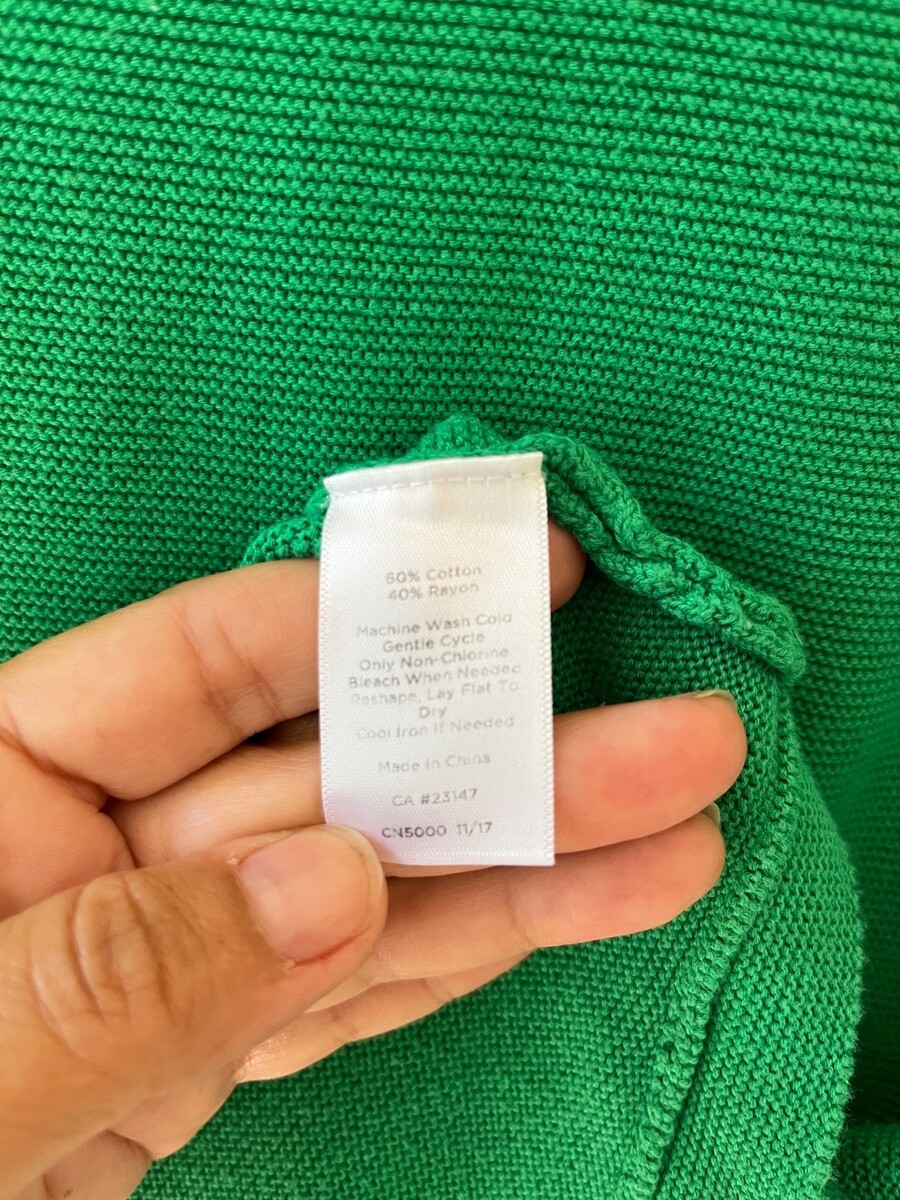 60% Cotton
40% Rayon
Machine Wash Cold
Gentle Cycle
Only Non-Chlorine
Bleach When Needed
Reshape, Lay Flat To
Dry
Cool Iron If Needed
Made In China
CA #23147
CN5000 11/17